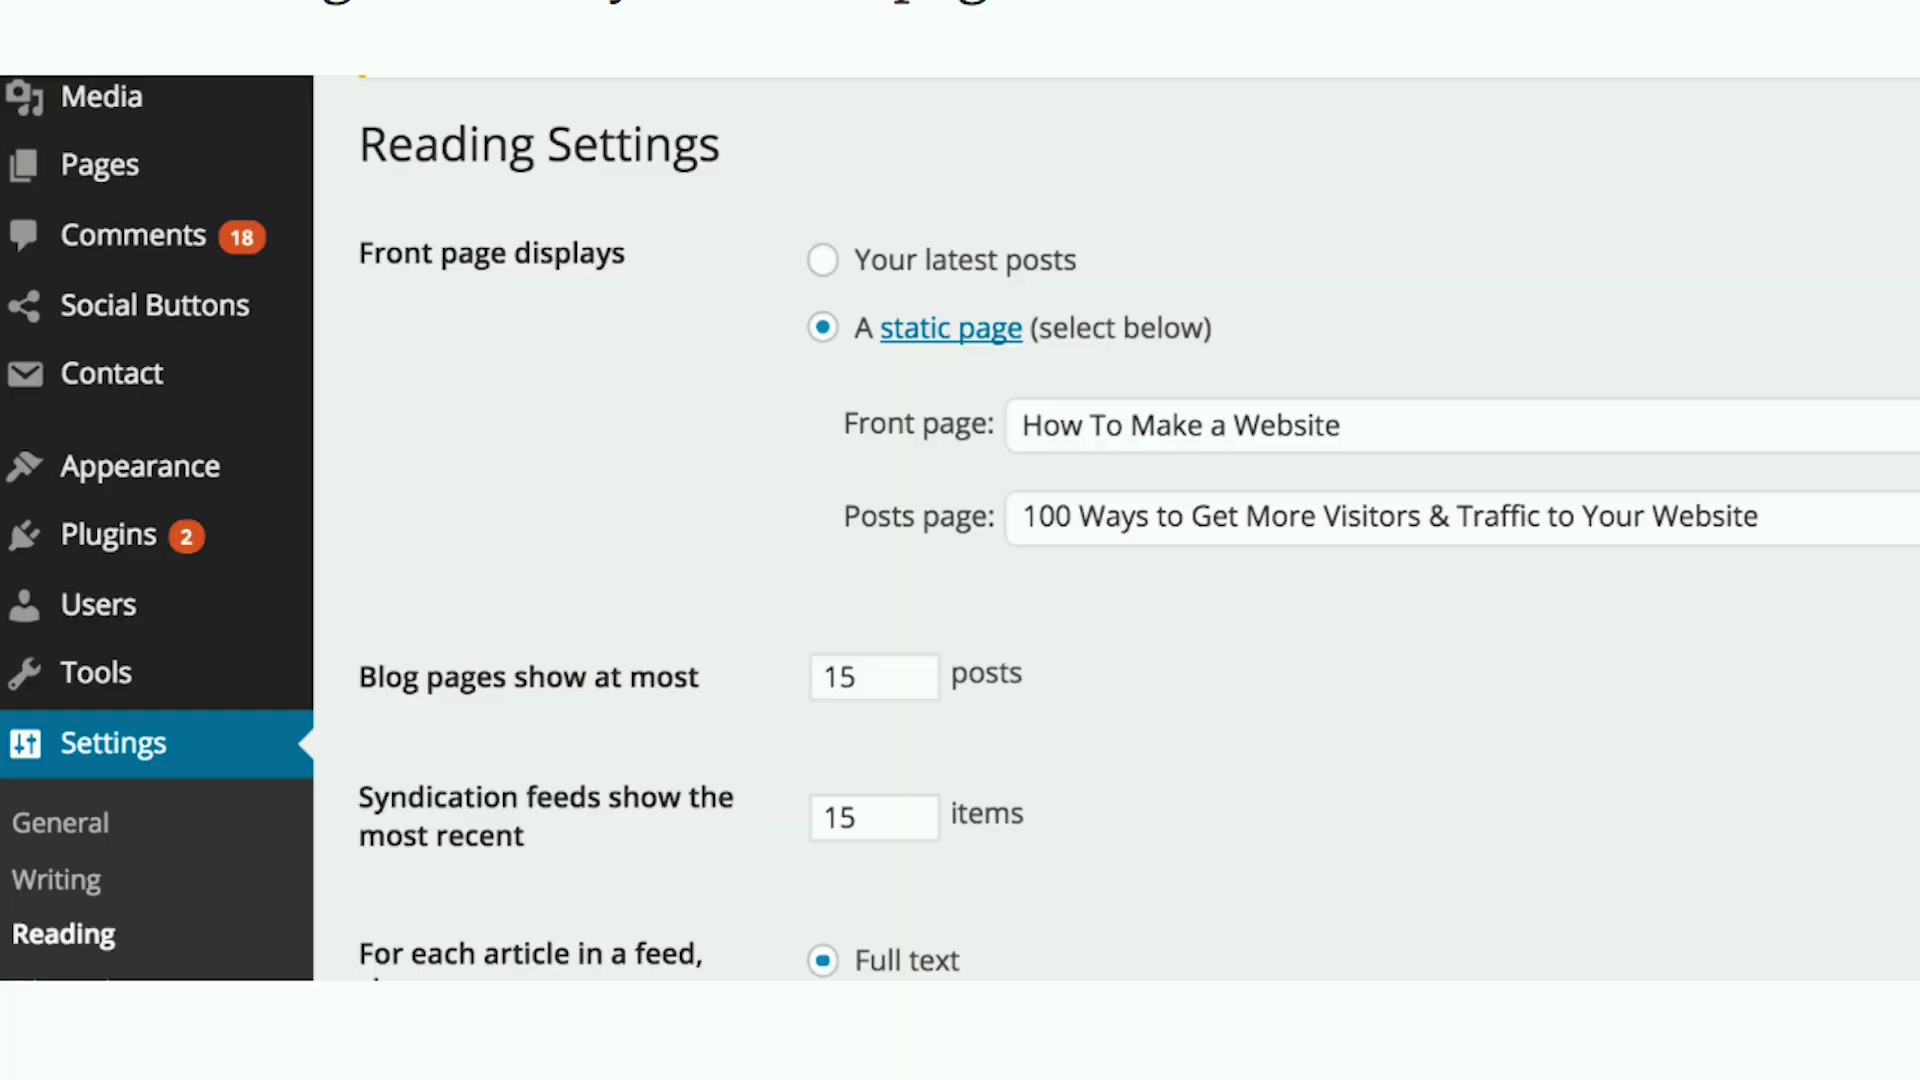 Media
Pages
Comments 18
Social Buttons
Contact
Appearance
Plugins 2
Users
Tools
Settings
General
Writing
Reading
Reading Settings
Front page displays
Your latest posts
A static page (select below)
Front page: How To Make a Website
Posts page: 100 Ways to Get More Visitors & Traffic to Your Website
Blog pages show at most 15 posts
Syndication feeds show the
most recent
15 items
For each article in a feed,
Full text